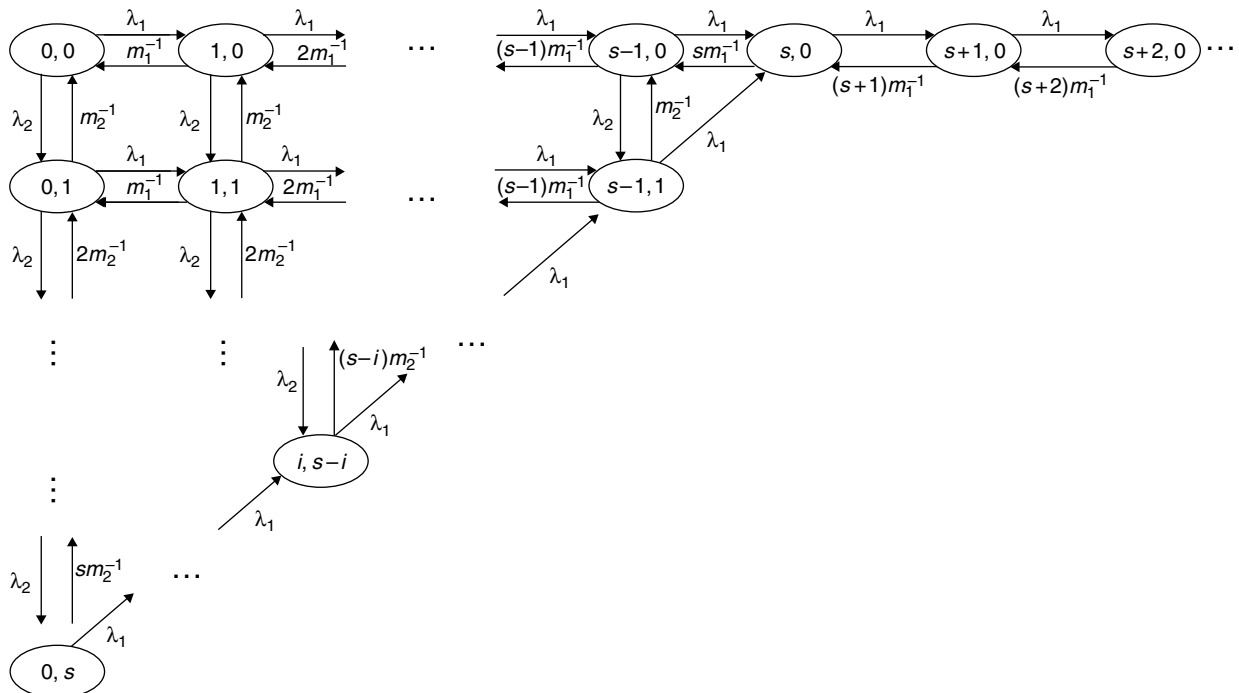 λ₁ λ₁ λ₁ λ₁ λ₁ λ₁
0, 0 m₁⁻¹ 1, 0 2m₁⁻¹ ... (s−1)m₁⁻¹ s−1, 0 sm₁⁻¹ s, 0 (s+1)m₁⁻¹ s+1, 0 (s+2)m₁⁻¹ s+2, 0 ...
λ₂ m₂⁻¹ λ₂ m₂⁻¹ λ₂ m₂⁻¹ λ₁
λ₁ λ₁ λ₁
0, 1 m₁⁻¹ 1, 1 2m₁⁻¹ ... (s−1)m₁⁻¹ s−1, 1
λ₂ 2m₂⁻¹ λ₂ 2m₂⁻¹ λ₁
⋮ ⋮ ...
λ₂ (s−i)m₂⁻¹ λ₁
i, s−i
⋮ λ₁
λ₂ sm₂⁻¹ ...
λ₁
0, s